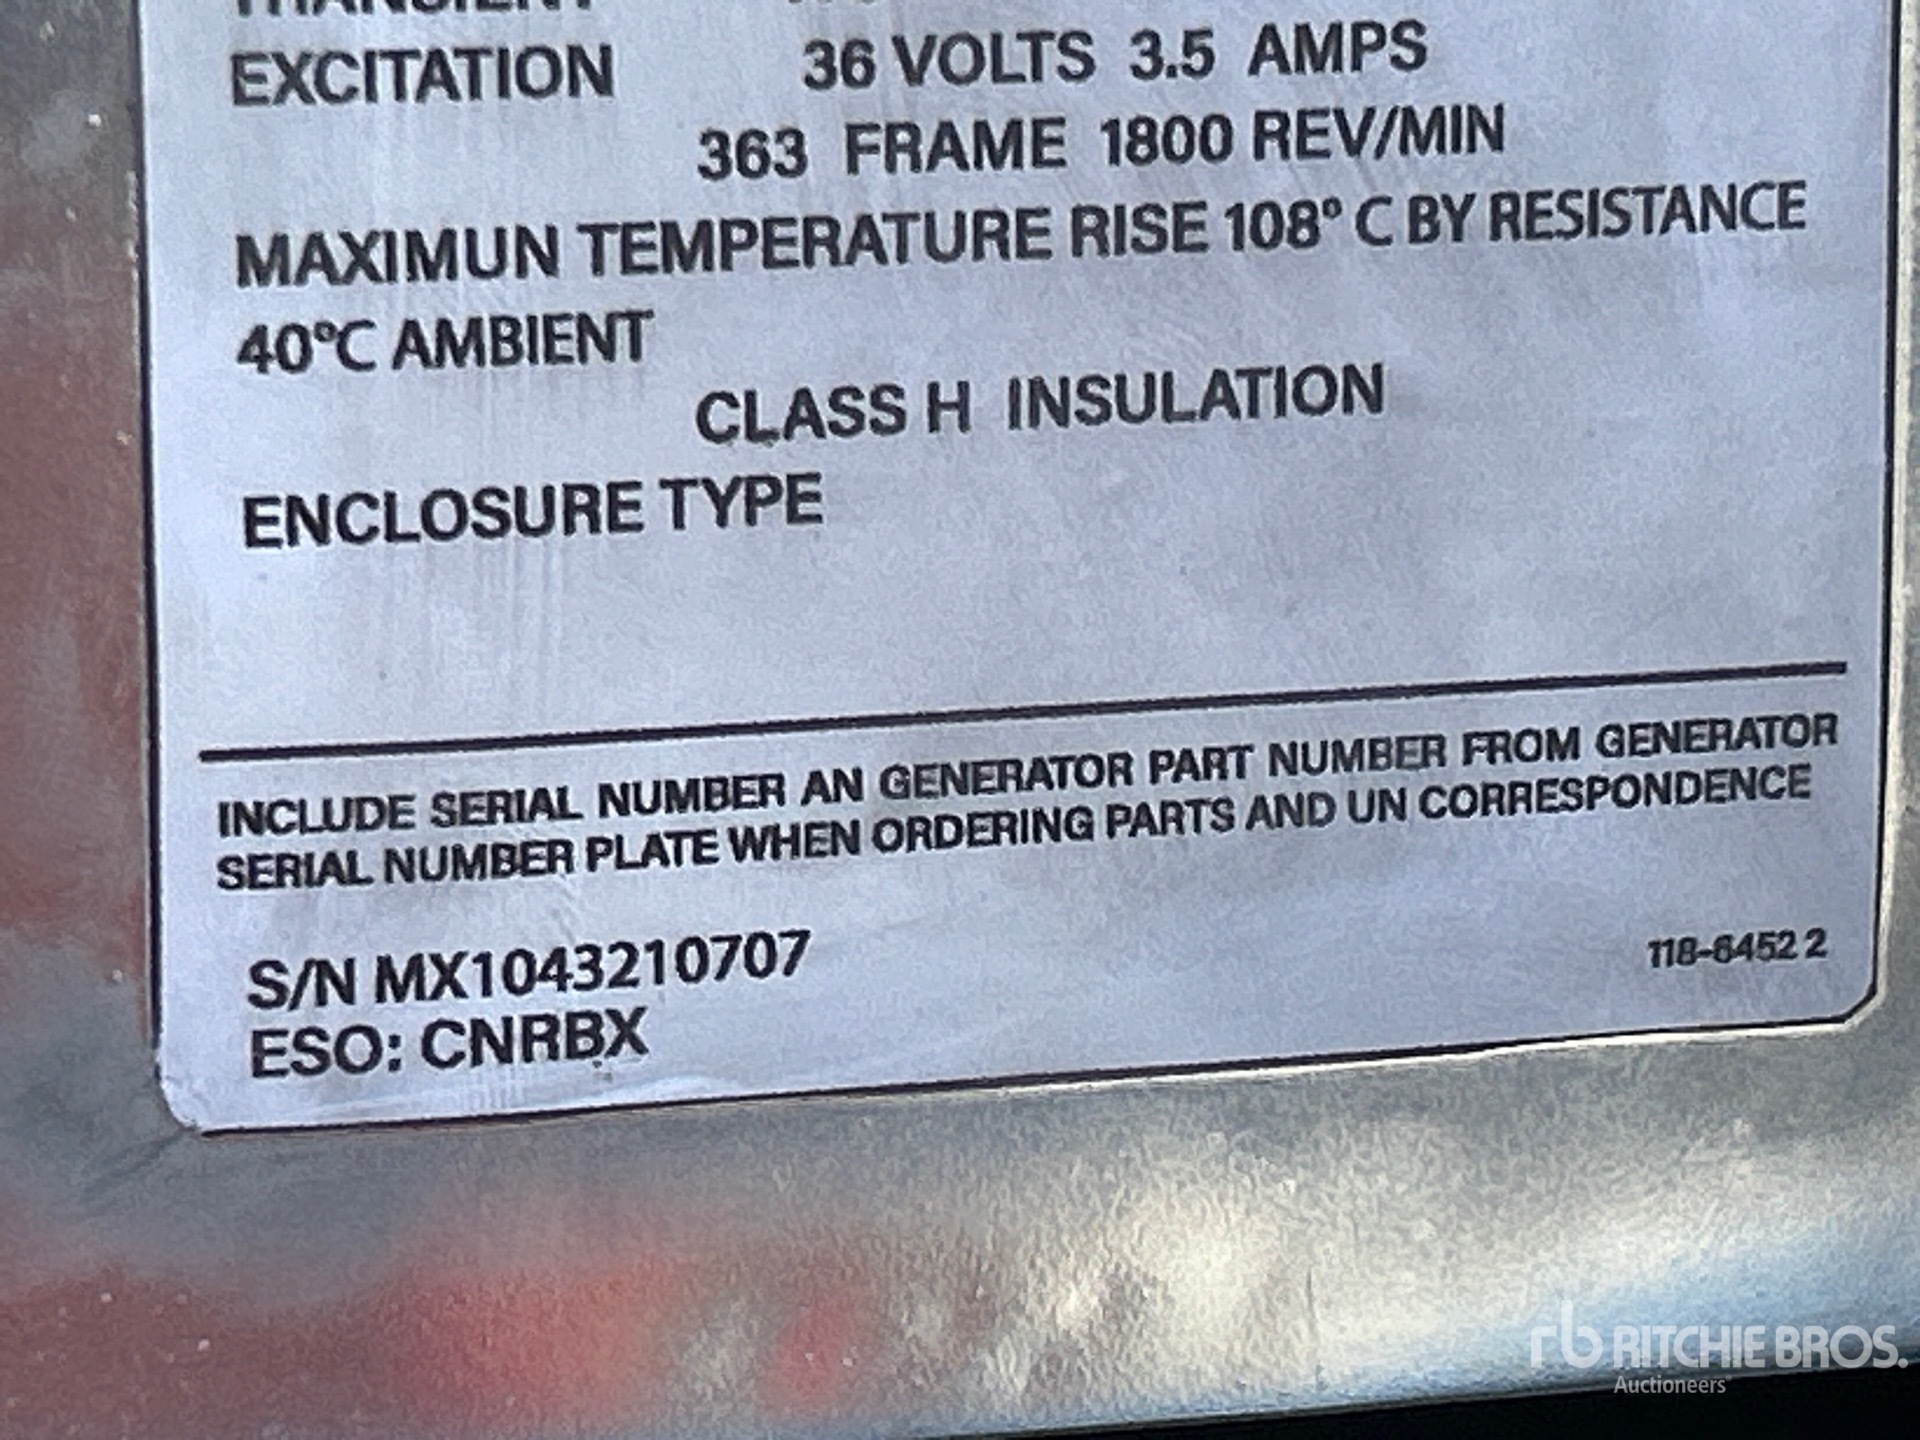 TRANSIENT
EXCITATION 36 VOLTS 3.5 AMPS
363 FRAME 1800 REV/MIN
MAXIMUN TEMPERATURE RISE 108° C BY RESISTANCE
40°C AMBIENT
CLASS H INSULATION
ENCLOSURE TYPE
INCLUDE SERIAL NUMBER AN GENERATOR PART NUMBER FROM GENERATOR
SERIAL NUMBER PLATE WHEN ORDERING PARTS AND UN CORRESPONDENCE
S/N MX1043210707
118-6452 2
ESO: CNRBX
rb RITCHIE BROS.
Auctioneers